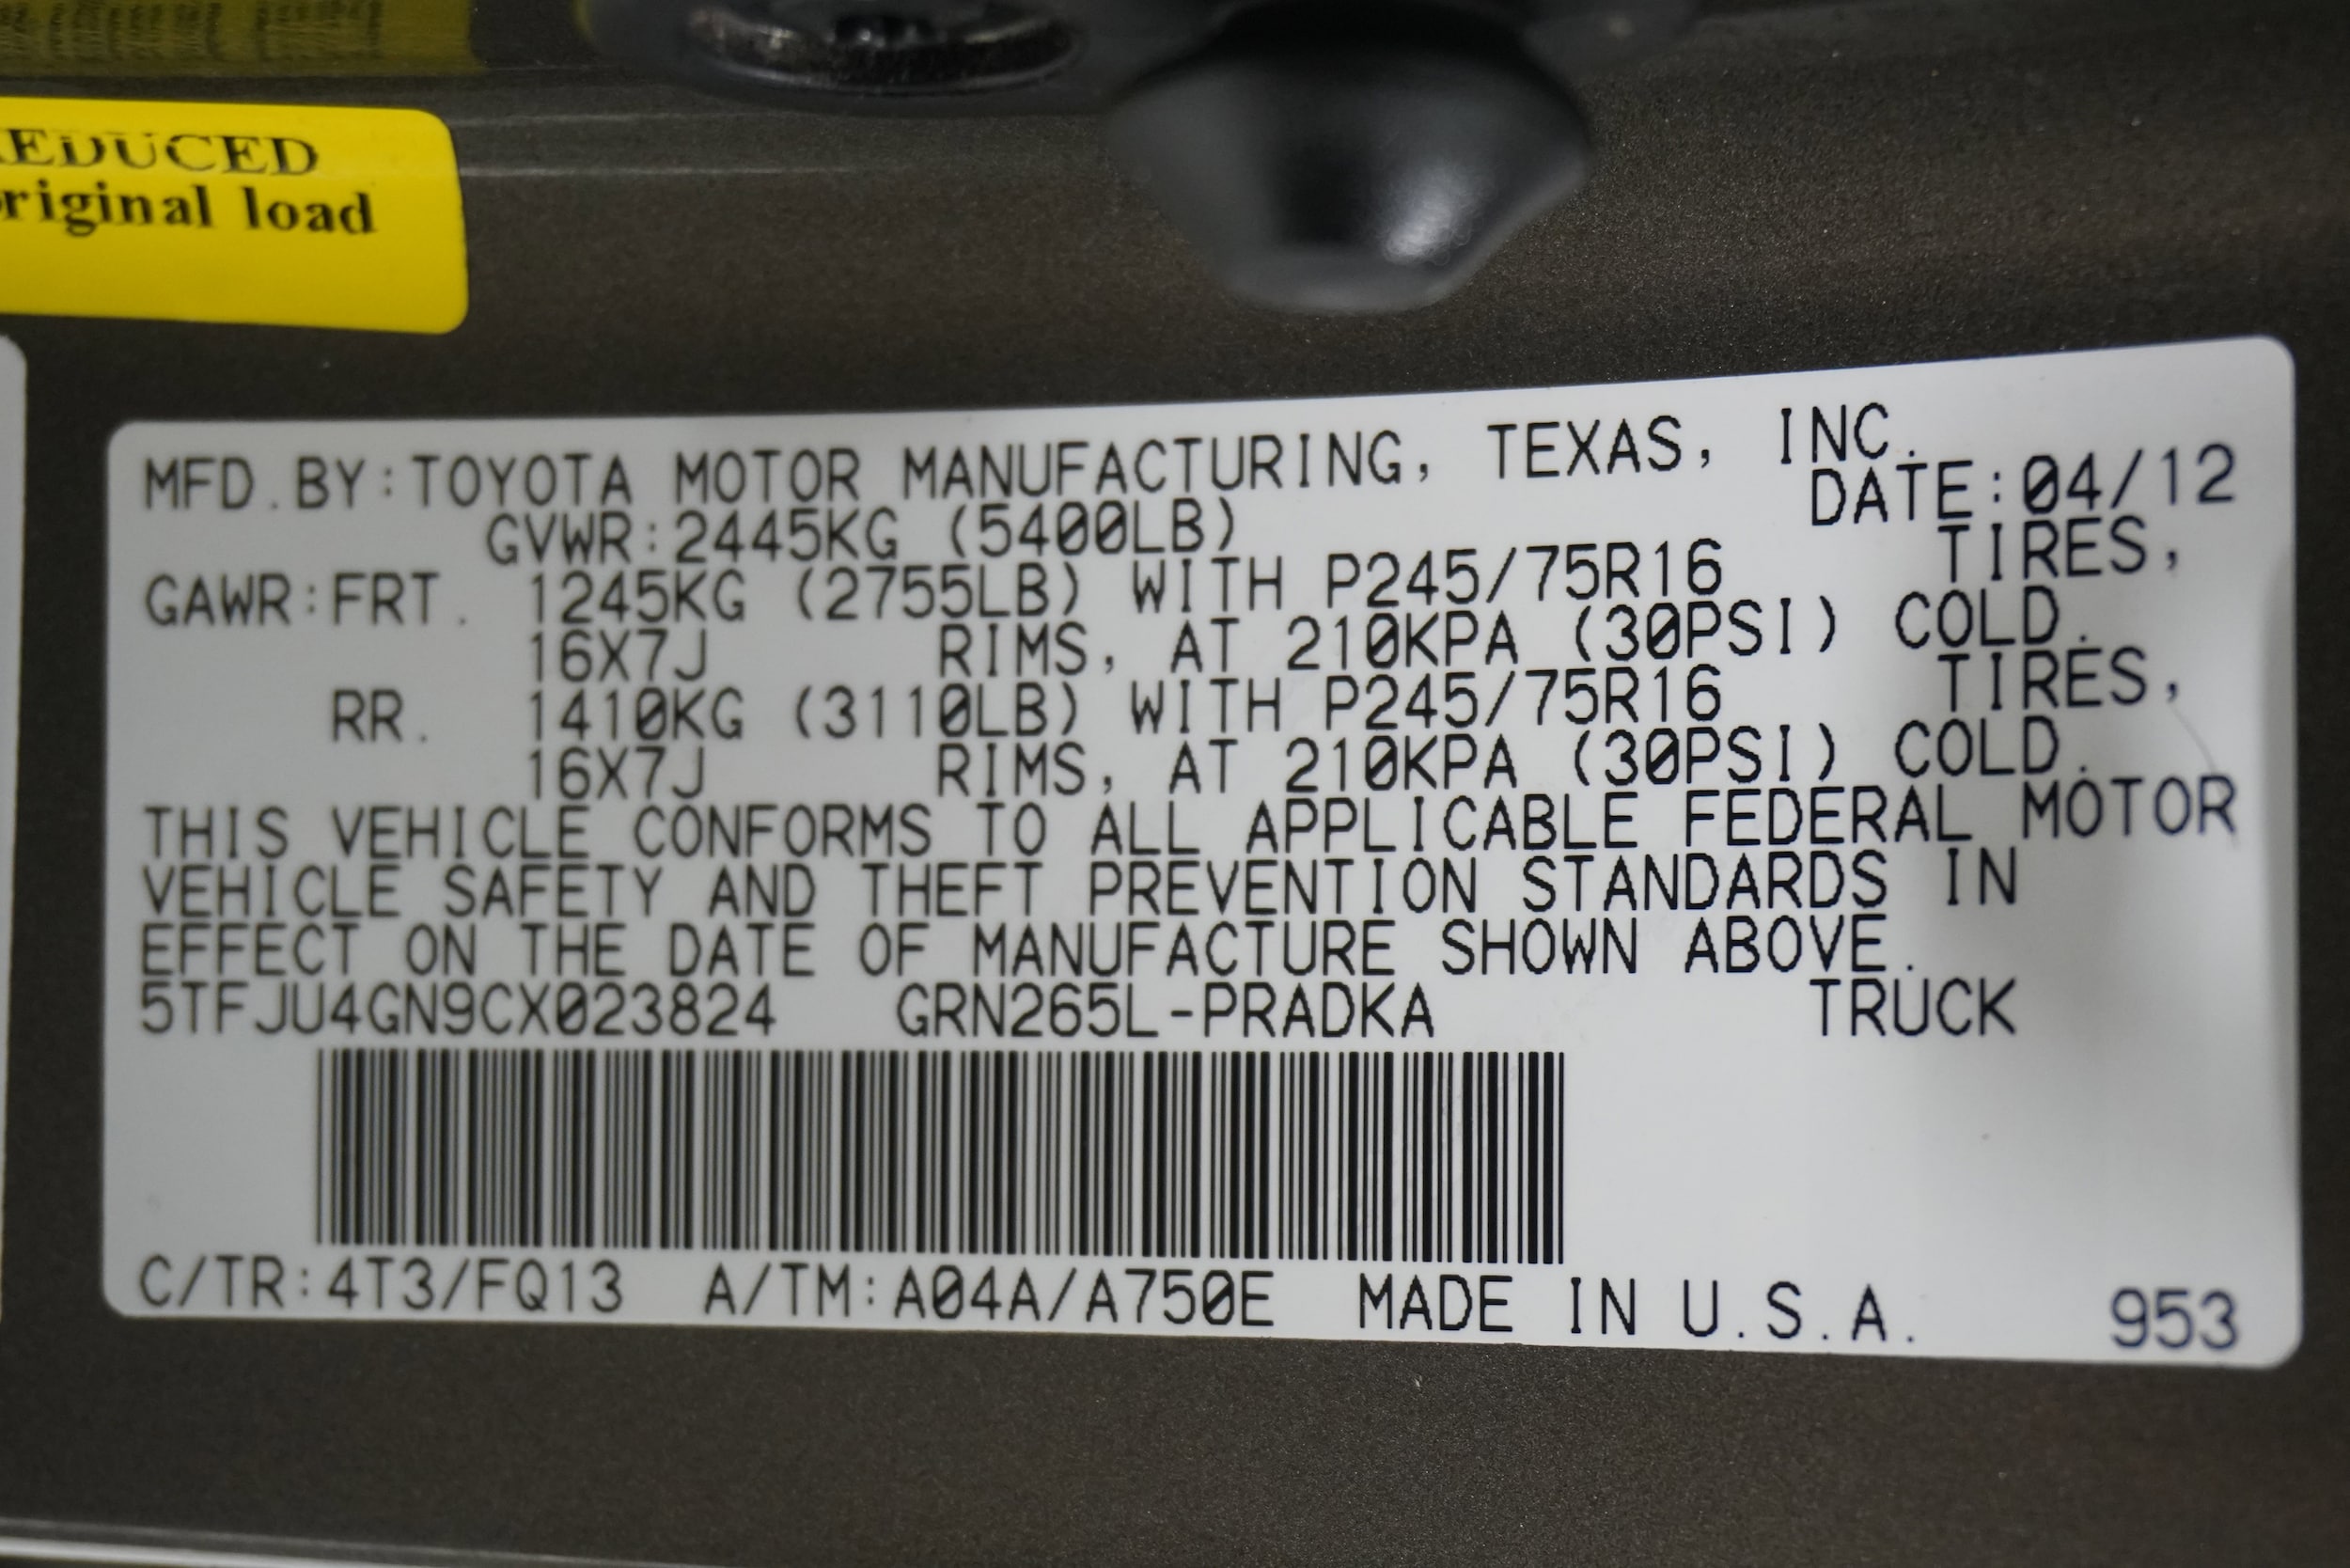 EDUCED
original load
MFD.BY:TOYOTA MOTOR MANUFACTURING, TEXAS, INC.
DATE:04/12
GVWR:2445KG (5400LB)
GAWR:FRT. 1245KG (2755LB) WITH P245/75R16 TIRES,
16X7J RIMS, AT 210KPA (30PSI) COLD.
RR. 1410KG (3110LB) WITH P245/75R16 TIRES,
16X7J RIMS, AT 210KPA (30PSI) COLD.
THIS VEHICLE CONFORMS TO ALL APPLICABLE FEDERAL MOTOR
VEHICLE SAFETY AND THEFT PREVENTION STANDARDS IN
EFFECT ON THE DATE OF MANUFACTURE SHOWN ABOVE.
5TFJU4GN9CX023824 GRN265L-PRADKA TRUCK
C/TR:4T3/FQ13 A/TM:A04A/A750E MADE IN U.S.A. 953